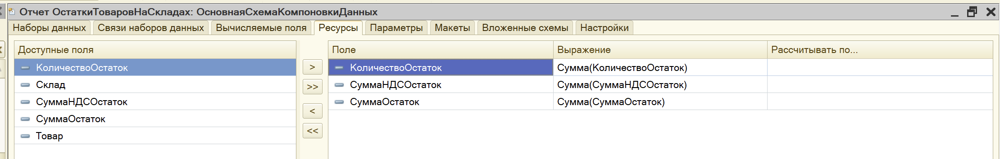 Отчет ОстаткиТоваровНаСкладах: ОсновнаяСхемаКомпоновкиДанных
Наборы данных Связи наборов данных Вычисляемые поля Ресурсы Параметры Макеты Вложенные схемы Настройки
Доступные поля
КоличествоОстаток
Склад
СуммаНДСОстаток
СуммаОстаток
Товар
>
>>
<
<<
Поле Выражение Рассчитывать по...
КоличествоОстаток Сумма(КоличествоОстаток)
СуммаНДСОстаток Сумма(СуммаНДСОстаток)
СуммаОстаток Сумма(СуммаОстаток)